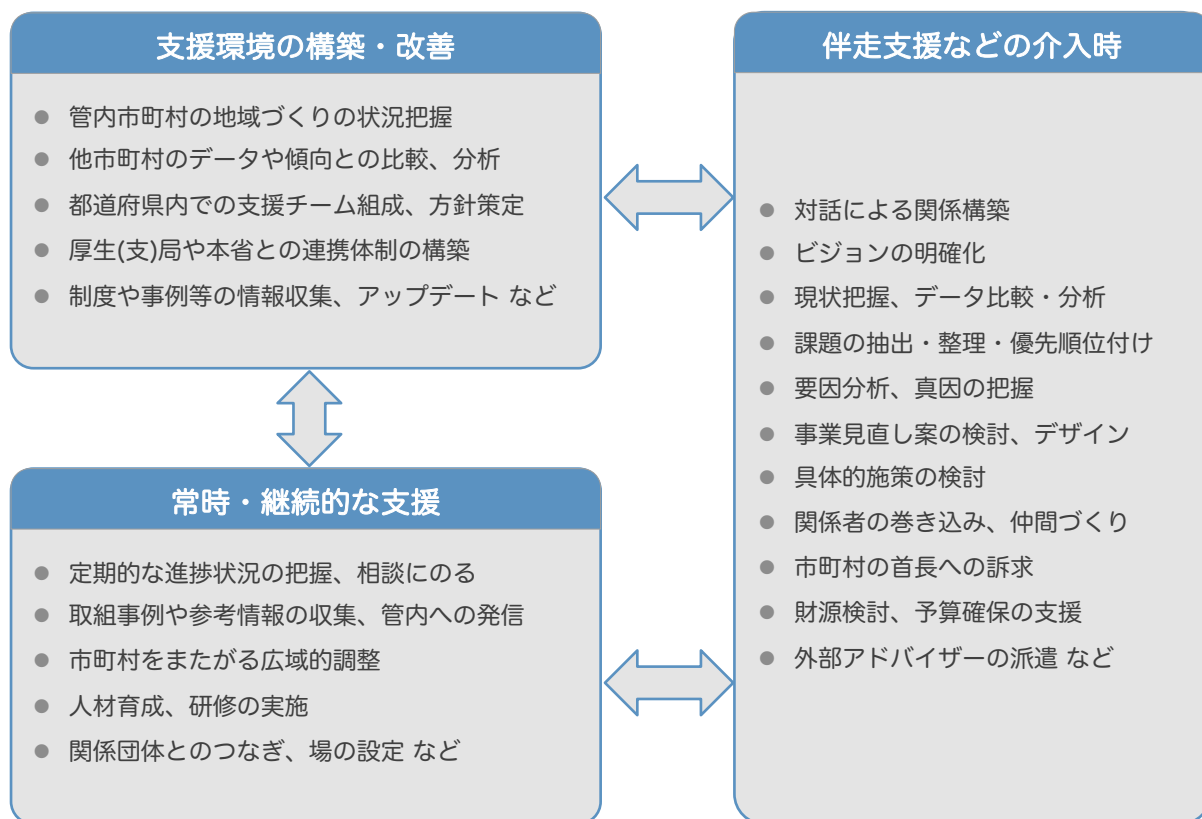 支援環境の構築・改善
● 管内市町村の地域づくりの状況把握
● 他市町村のデータや傾向との比較、分析
● 都道府県内での支援チーム組成、方針策定
● 厚生(支)局や本省との連携体制の構築
● 制度や事例等の情報収集、アップデート など
常時・継続的な支援
● 定期的な進捗状況の把握、相談にのる
● 取組事例や参考情報の収集、管内への発信
● 市町村をまたがる広域的調整
● 人材育成、研修の実施
● 関係団体とのつなぎ、場の設定 など
伴走支援などの介入時
● 対話による関係構築
● ビジョンの明確化
● 現状把握、データ比較・分析
● 課題の抽出・整理・優先順位付け
● 要因分析、真因の把握
● 事業見直し案の検討、デザイン
● 具体的施策の検討
● 関係者の巻き込み、仲間づくり
● 市町村の首長への訴求
● 財源検討、予算確保の支援
● 外部アドバイザーの派遣 など